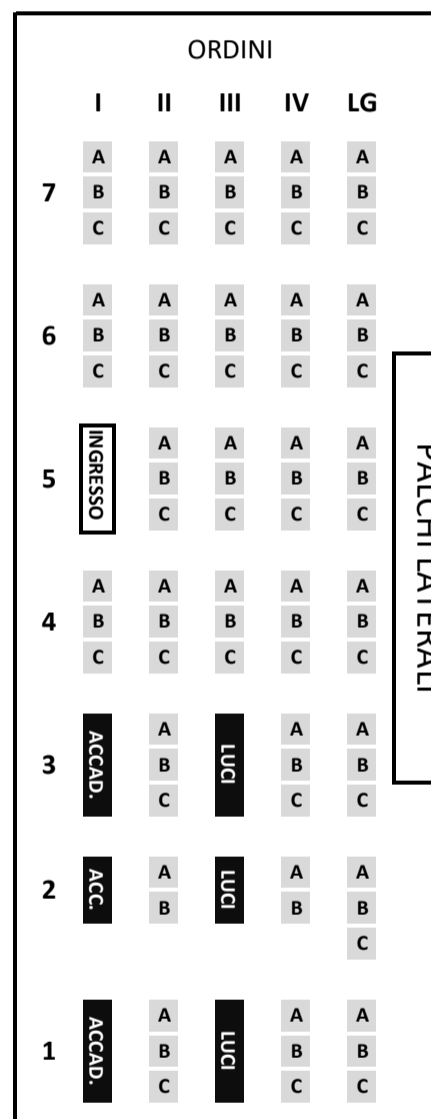 ORDINI
I II III IV LG
A A A A A
7 B B B B B
C C C C C
A A A A A
6 B B B B B
C C C C C
INGRESSO
A A A A
5 B B B B
C C C C
A A A A A
4 B B B B B
C C C C C
ACCAD. LUCI
A A A
3 B B B
C C C
ACC. LUCI
A A A
2 B B B
C
ACCAD. LUCI
A A A
1 B B B
C C C
PALCHI LATERALI